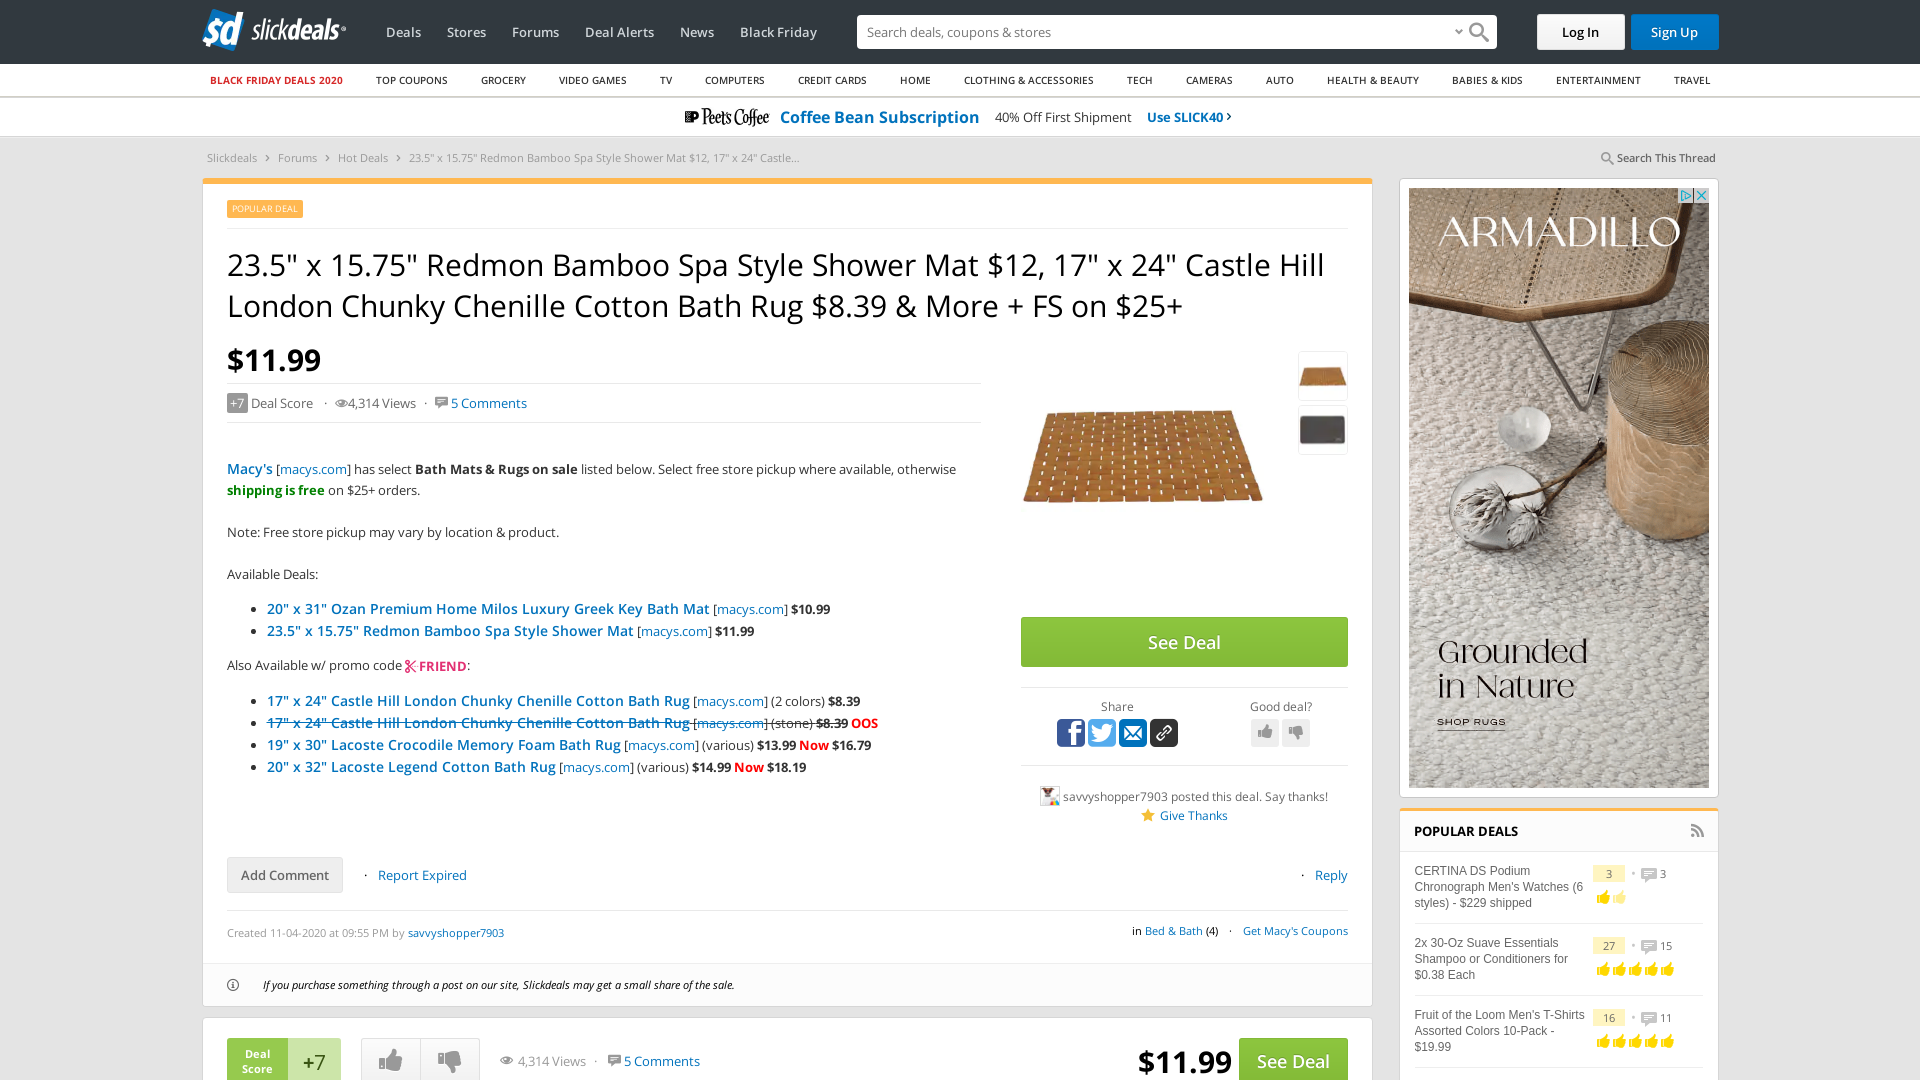 slickdeals
Deals Stores Forums Deal Alerts News Black Friday
Search deals, coupons & stores
Log In Sign Up
BLACK FRIDAY DEALS 2020 TOP COUPONS GROCERY VIDEO GAMES TV COMPUTERS CREDIT CARDS HOME CLOTHING & ACCESSORIES TECH CAMERAS AUTO HEALTH & BEAUTY BABIES & KIDS ENTERTAINMENT TRAVEL
Peet's Coffee Coffee Bean Subscription 40% Off First Shipment Use SLICK40 ›
Slickdeals › Forums › Hot Deals › 23.5" x 15.75" Redmon Bamboo Spa Style Shower Mat $12, 17" x 24" Castle...
Search This Thread
POPULAR DEAL
23.5" x 15.75" Redmon Bamboo Spa Style Shower Mat $12, 17" x 24" Castle Hill
London Chunky Chenille Cotton Bath Rug $8.39 & More + FS on $25+
$11.99
+7 Deal Score · 4,314 Views · 5 Comments
Macy's [macys.com] has select Bath Mats & Rugs on sale listed below. Select free store pickup where available, otherwise
shipping is free on $25+ orders.
Note: Free store pickup may vary by location & product.
Available Deals:
• 20" x 31" Ozan Premium Home Milos Luxury Greek Key Bath Mat [macys.com] $10.99
• 23.5" x 15.75" Redmon Bamboo Spa Style Shower Mat [macys.com] $11.99
Also Available w/ promo code FRIEND:
• 17" x 24" Castle Hill London Chunky Chenille Cotton Bath Rug [macys.com] (2 colors) $8.39
• 17" x 24" Castle Hill London Chunky Chenille Cotton Bath Rug [macys.com] (stone) $8.39 OOS
• 19" x 30" Lacoste Crocodile Memory Foam Bath Rug [macys.com] (various) $13.99 Now $16.79
• 20" x 32" Lacoste Legend Cotton Bath Rug [macys.com] (various) $14.99 Now $18.19
See Deal
Share
Good deal?
savvyshopper7903 posted this deal. Say thanks!
Give Thanks
Add Comment · Report Expired
· Reply
Created 11-04-2020 at 09:55 PM by savvyshopper7903
in Bed & Bath (4) · Get Macy's Coupons
If you purchase something through a post on our site, Slickdeals may get a small share of the sale.
Deal
Score
+7
4,314 Views · 5 Comments
$11.99 See Deal
ARMADILLO
Grounded
in Nature
SHOP RUGS
POPULAR DEALS
CERTINA DS Podium
Chronograph Men's Watches (6
styles) - $229 shipped
3 • 3
2x 30-Oz Suave Essentials
Shampoo or Conditioners for
$0.38 Each
27 • 15
Fruit of the Loom Men's T-Shirts
Assorted Colors 10-Pack -
$19.99
16 • 11